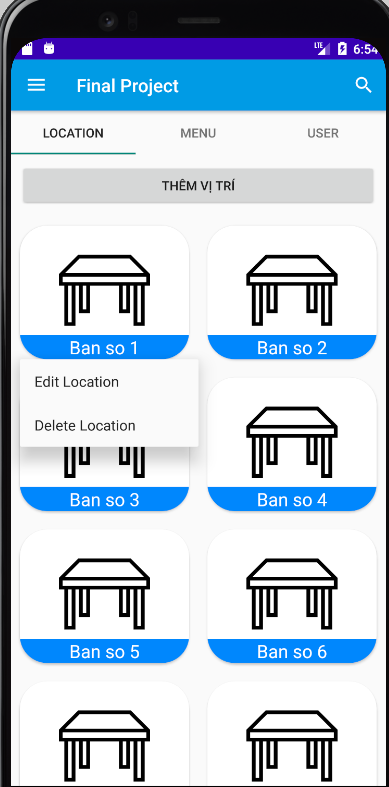 LTE 6:54
Final Project
LOCATION MENU USER
THÊM VỊ TRÍ
Ban so 1
Ban so 2
Edit Location
Delete Location
Ban so 3
Ban so 4
Ban so 5
Ban so 6